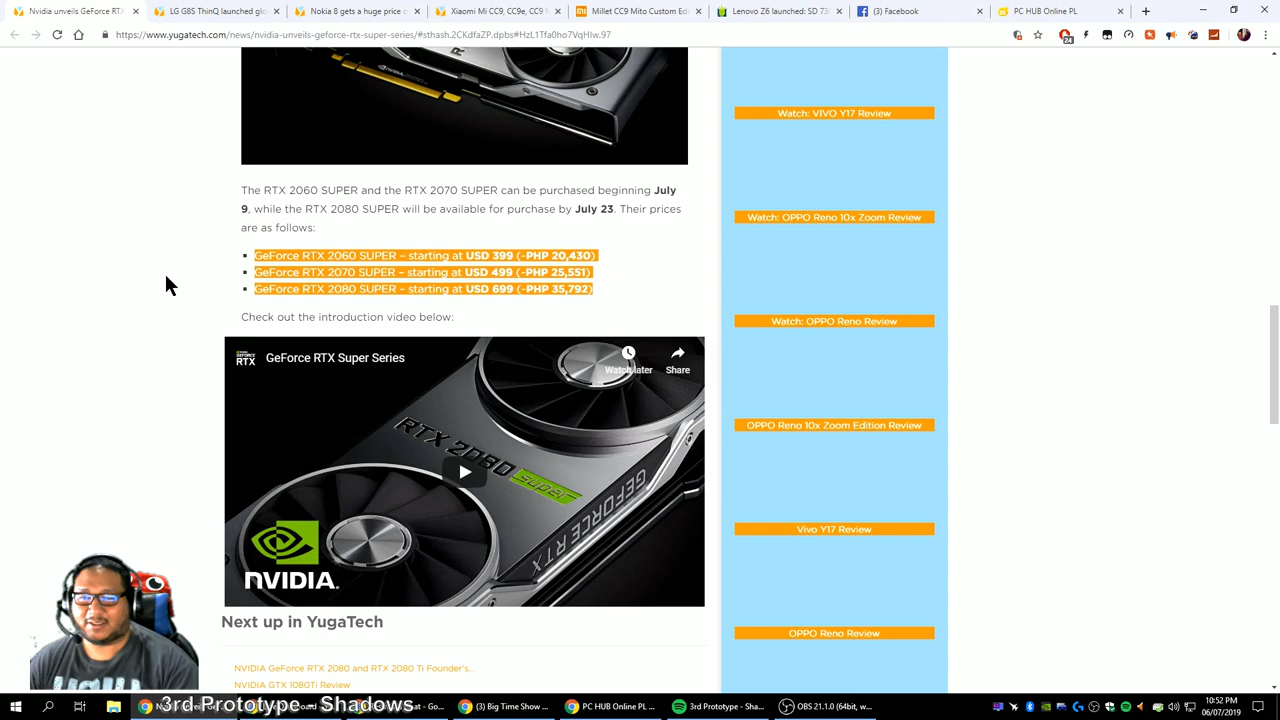 Nvidia unveils GeForce RTX
LG G8S ThinQ launched glo
Nokia 8 gets a huge price c
Xiaomi Mi CC9, CC9e, CC9
Millet CC9 Mito Custom Edi
Lenovo Z6 launched: SD 73
(3) Facebook
PC HUB Online PL
https://www.yugatech.com/news/nvidia-unveils-geforce-rtx-super-series/#sthash.2CKdfaZP.dpbs#HzL1Tfa0ho7VqHIw.97
24
The RTX 2060 SUPER and the RTX 2070 SUPER can be purchased beginning July
9, while the RTX 2080 SUPER will be available for purchase by July 23. Their prices
are as follows:
GeForce RTX 2060 SUPER – starting at USD 399 (~PHP 20,430)
GeForce RTX 2070 SUPER – starting at USD 499 (~PHP 25,551)
GeForce RTX 2080 SUPER – starting at USD 699 (~PHP 35,792)
Check out the introduction video below:
GEFORCE RTX
GeForce RTX Super Series
Watch later
Share
RTX 2080 super
GEFORCE RTX
NVIDIA.
Next up in YugaTech
NVIDIA GeForce RTX 2080 and RTX 2080 Ti Founder's...
NVIDIA GTX 1080Ti Review
Watch: VIVO Y17 Review
Watch: OPPO Reno 10x Zoom Review
Watch: OPPO Reno Review
OPPO Reno 10x Zoom Edition Review
Vivo Y17 Review
OPPO Reno Review
3rd Prototype - Shadows
(3) Big Time Show ...
PC HUB Online PL ...
3rd Prototype - Sha...
OBS 21.1.0 (64bit, w...
10:52 PM
06/07/2019